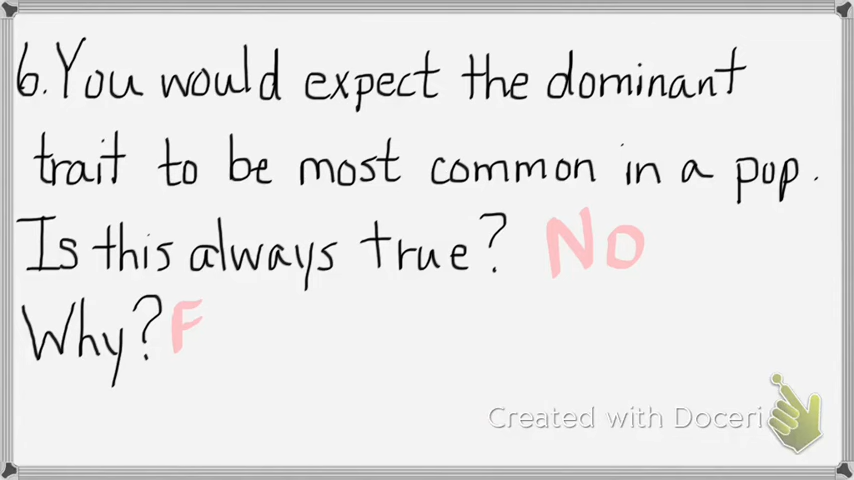 6. You would expect the dominant
trait to be most common in a pop.
Is this always true? NO
Why? F
Created with Doceri